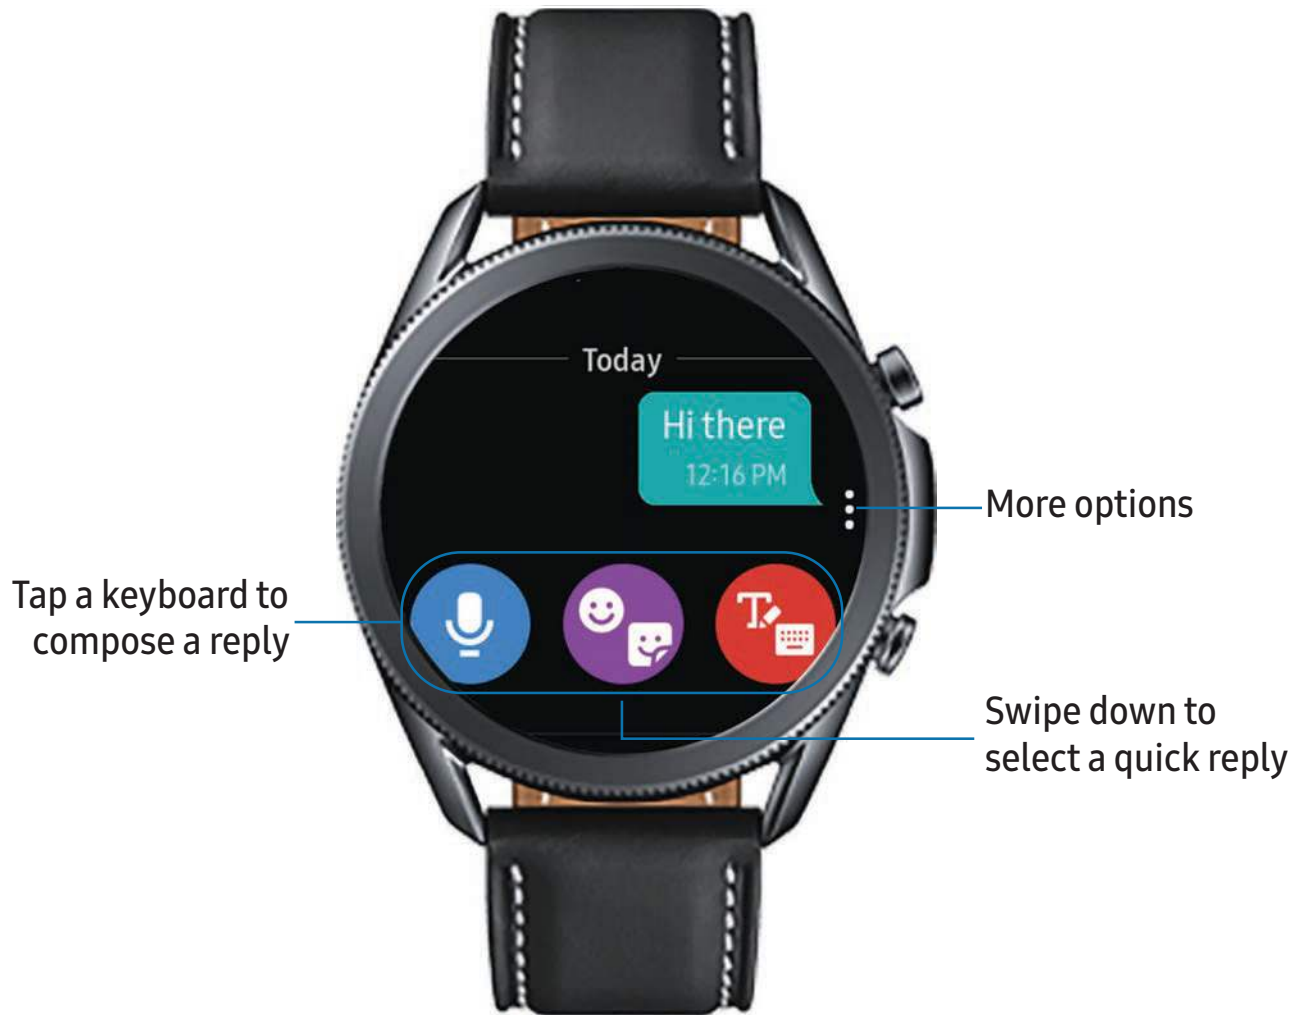 Today
Hi there
12:16 PM
More options
Tap a keyboard to
compose a reply
T
Swipe down to
select a quick reply